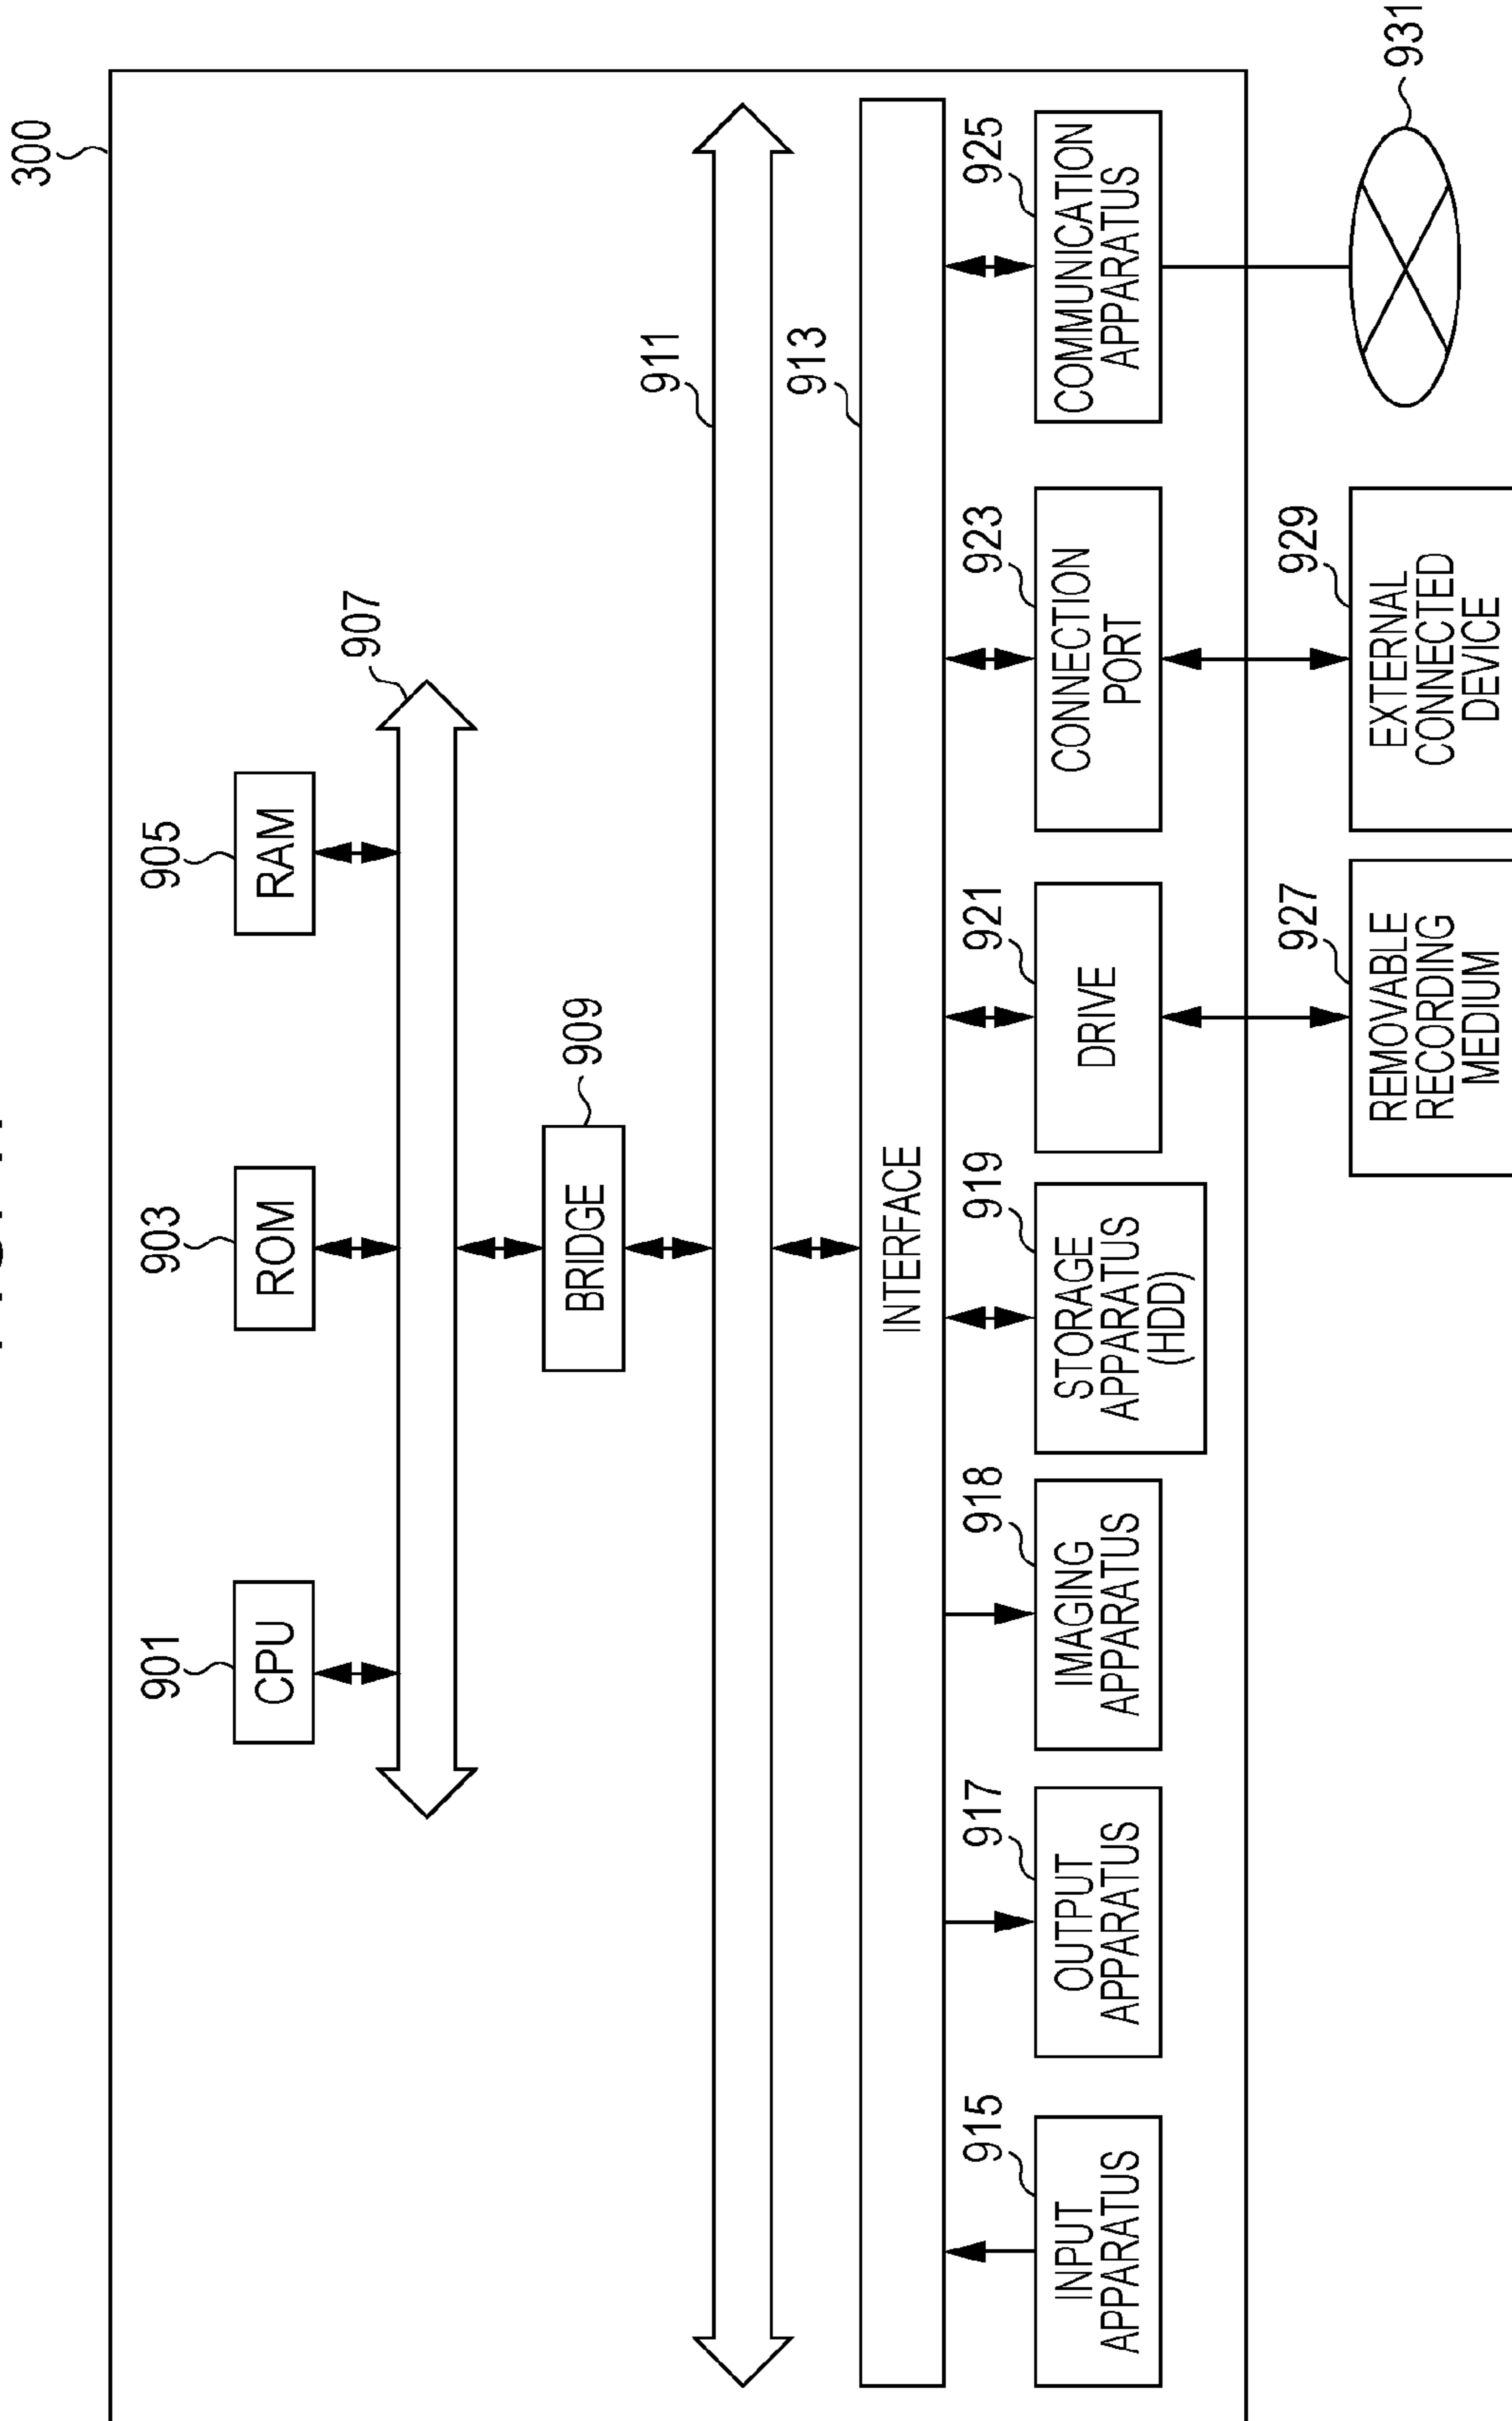 300
901
903
905
CPU
ROM
RAM
907
BRIDGE
909
911
913
INTERFACE
915
917
918
919
921
923
925
INPUT
APPARATUS
OUTPUT
APPARATUS
IMAGING
APPARATUS
STORAGE
APPARATUS
(HDD)
DRIVE
CONNECTION
PORT
COMMUNICATION
APPARATUS
927
929
931
REMOVABLE
RECORDING
MEDIUM
EXTERNAL
CONNECTED
DEVICE